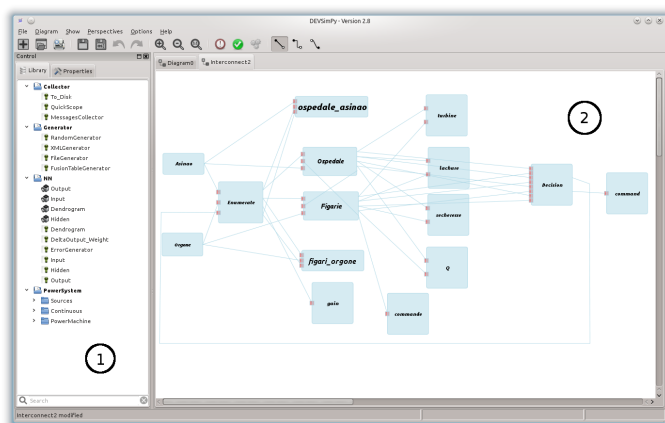 DEVSimPy - Version 2.8
File Diagram Show Perspectives Options Help
Control
Library Properties
Diagram0 Interconnect2
Collector
To_Disk
QuickScope
MessagesCollector
Generator
RandomGenerator
XMLGenerator
FileGenerator
FusionTableGenerator
NN
Output
Input
Dendrogram
Hidden
Dendrogram
DeltaOutput_Weight
ErrorGenerator
Input
Hidden
Output
PowerSystem
Sources
Continuous
PowerMachine
1
Search
Interconnect2 modified
2
ospedale_asinao
turbine
Asinao
Ospedale
lachose
Decision
command
Enumerate
Figarie
secheresse
Orgone
figari_orgone
Q
gain
commande